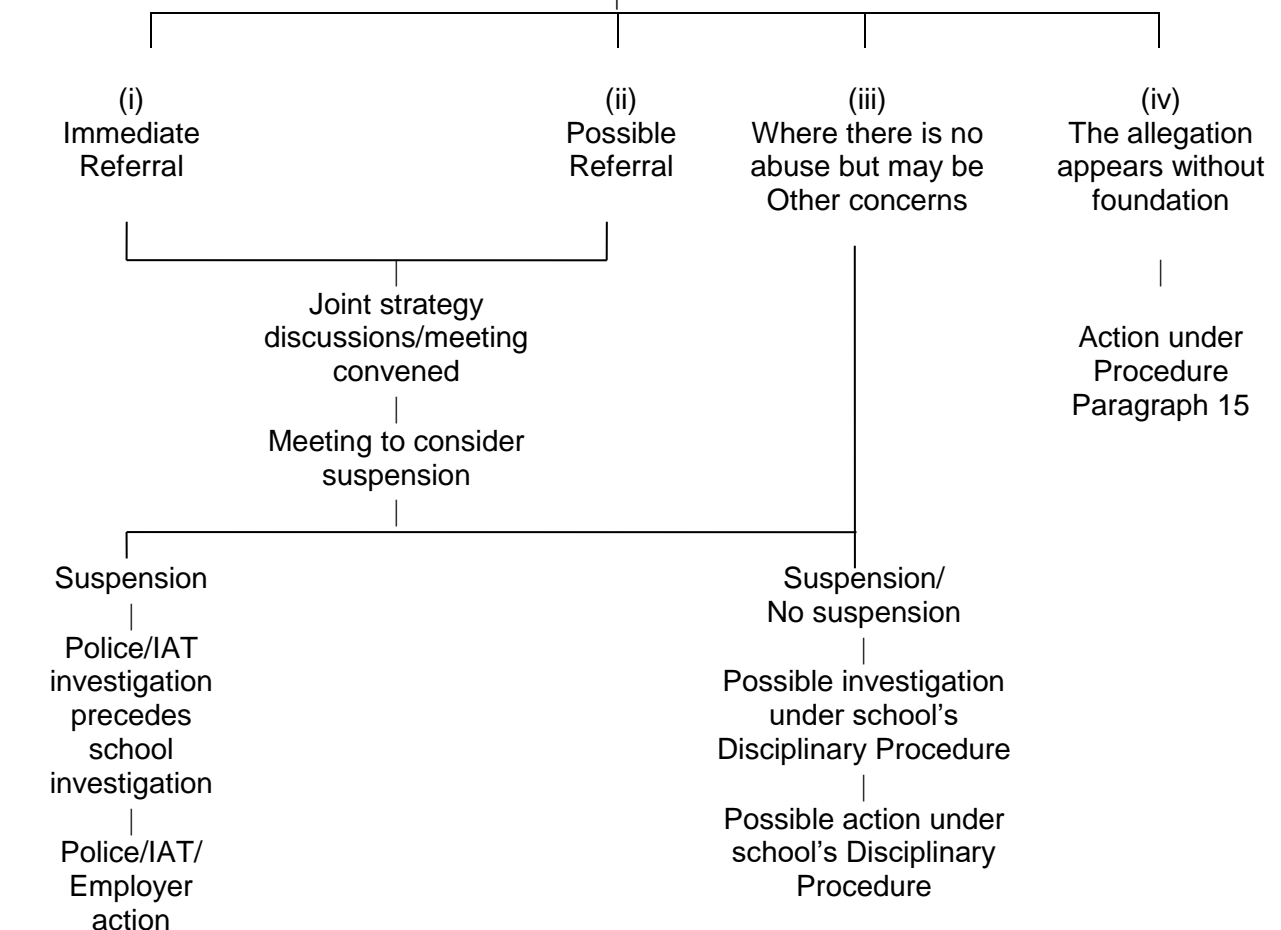 (i)
Immediate
Referral
(ii)
Possible
Referral
(iii)
Where there is no
abuse but may be
Other concerns
(iv)
The allegation
appears without
foundation
Joint strategy
discussions/meeting
convened
Meeting to consider
suspension
Action under
Procedure
Paragraph 15
Suspension
Police/IAT
investigation
precedes
school
investigation
Police/IAT/
Employer
action
Suspension/
No suspension
Possible investigation
under school’s
Disciplinary Procedure
Possible action under
school’s Disciplinary
Procedure